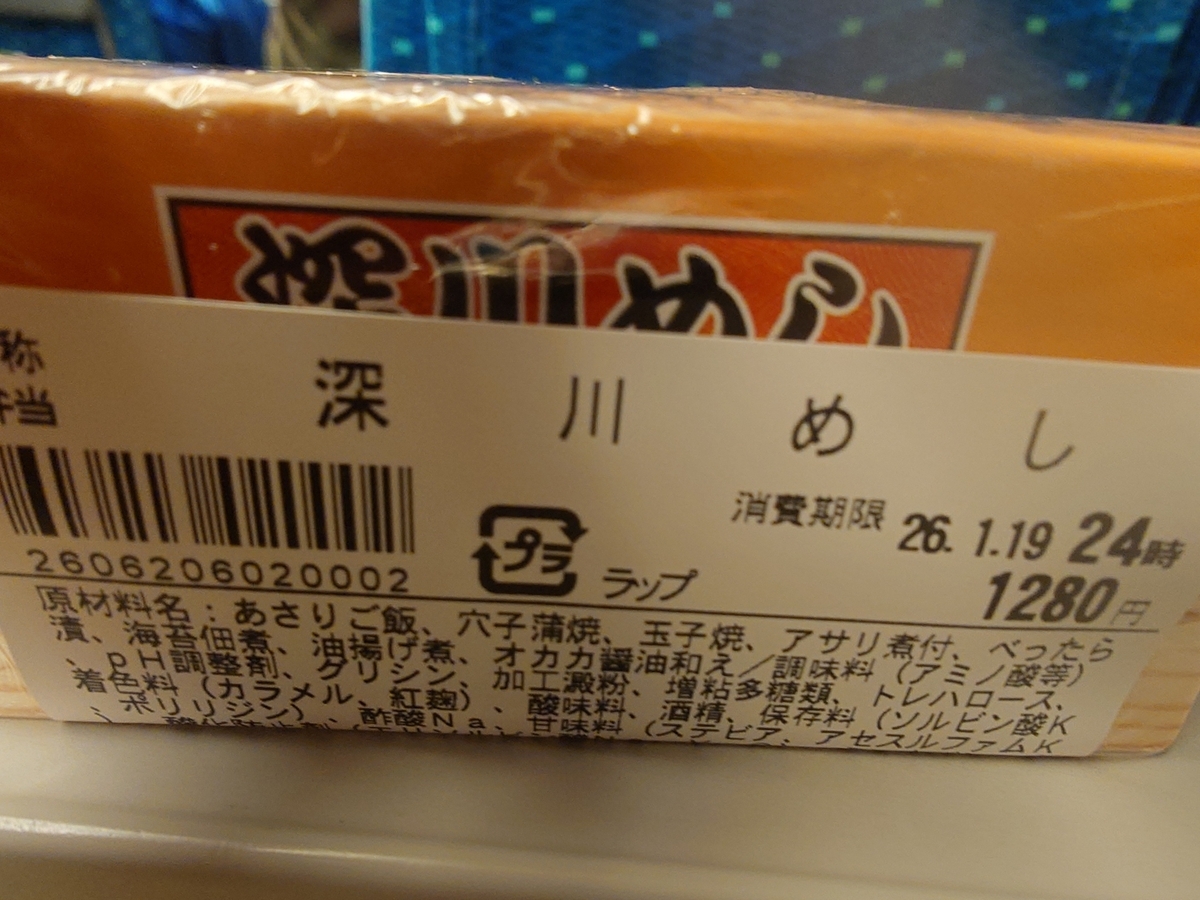 深川めし
称
弁当
深川めし
消費期限 26. 1.19 24時
2606206020002
プラ
ラップ
1280円
原材料名：あさりご飯、穴子蒲焼、玉子焼、アサリ煮付、べったら
漬、海苔佃煮、油揚げ煮、オカカ醤油和え／調味料（アミノ酸等）
、pH調整剤、グリシン、加工澱粉、増粘多糖類、トレハロース、
着色料（カラメル、紅麹）、酸味料、酒精、保存料（ソルビン酸K
、ポリリジン）、酢酸Na、甘味料（ステビア、アセスルファムK